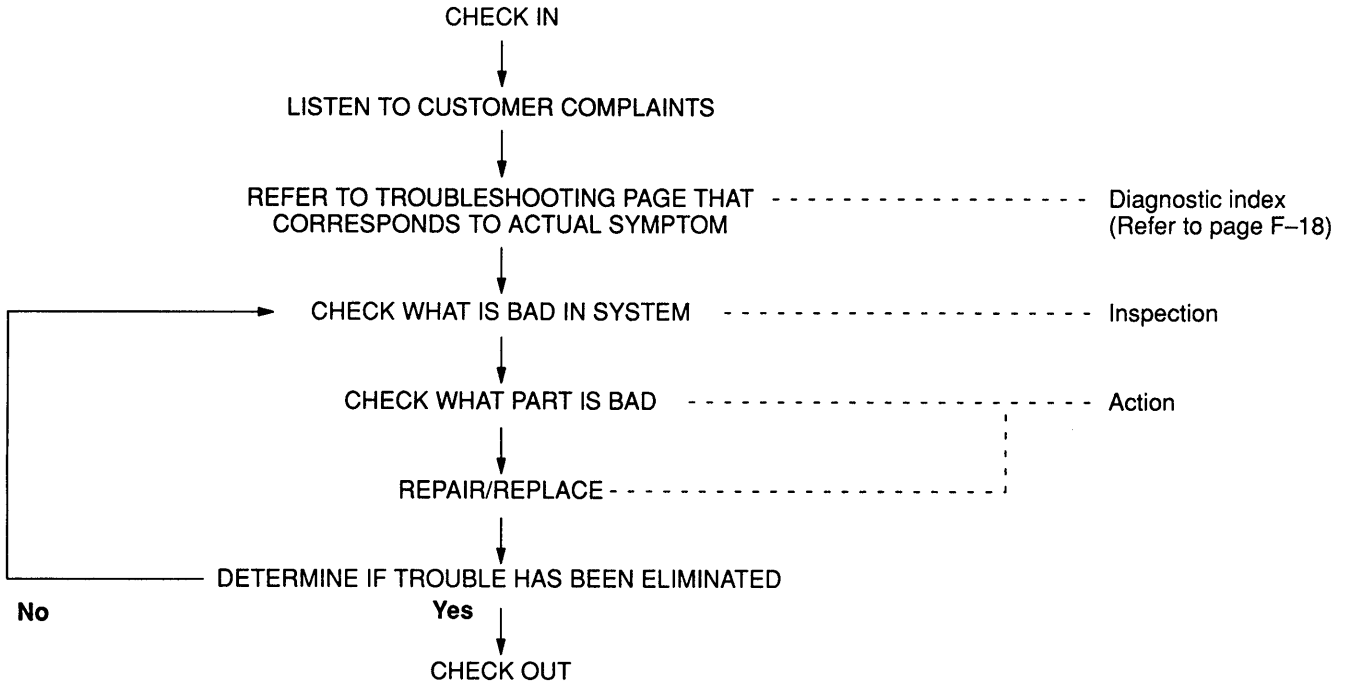 CHECK IN
LISTEN TO CUSTOMER COMPLAINTS
REFER TO TROUBLESHOOTING PAGE THAT
CORRESPONDS TO ACTUAL SYMPTOM
Diagnostic index
(Refer to page F–18)
CHECK WHAT IS BAD IN SYSTEM
Inspection
CHECK WHAT PART IS BAD
Action
REPAIR/REPLACE
DETERMINE IF TROUBLE HAS BEEN ELIMINATED
No
Yes
CHECK OUT